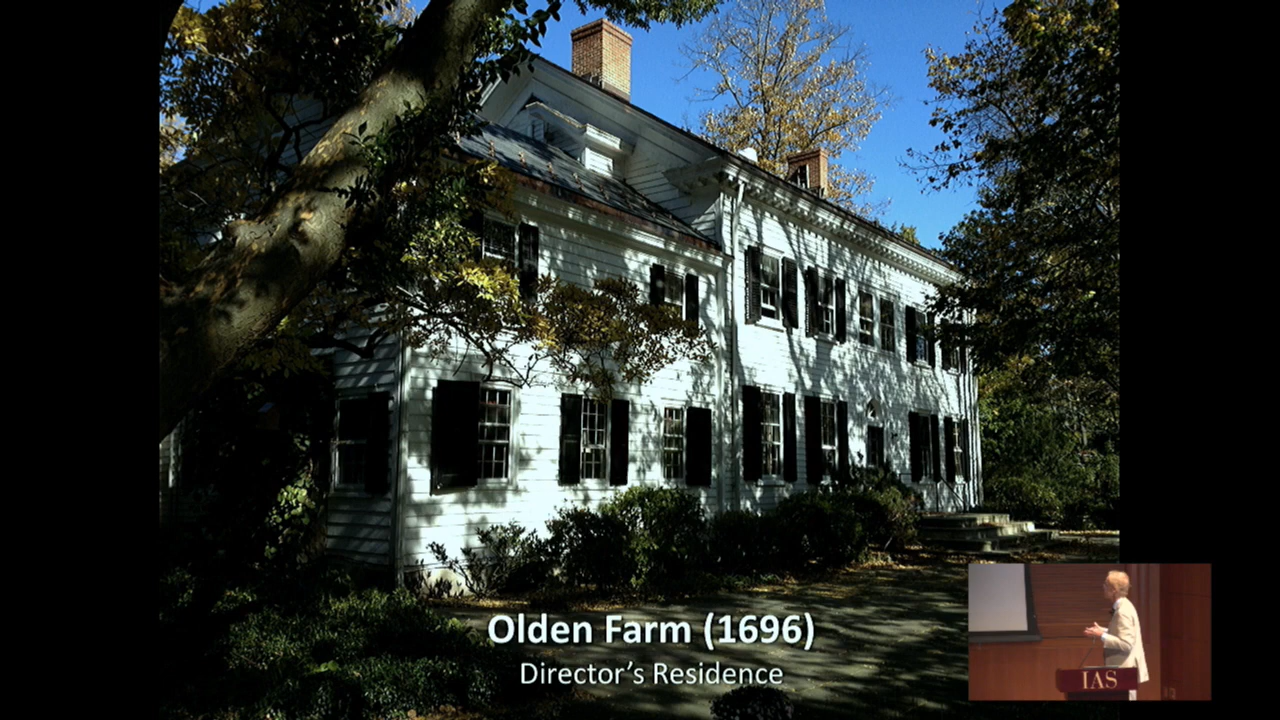 Olden Farm (1696)
Director’s Residence
IAS